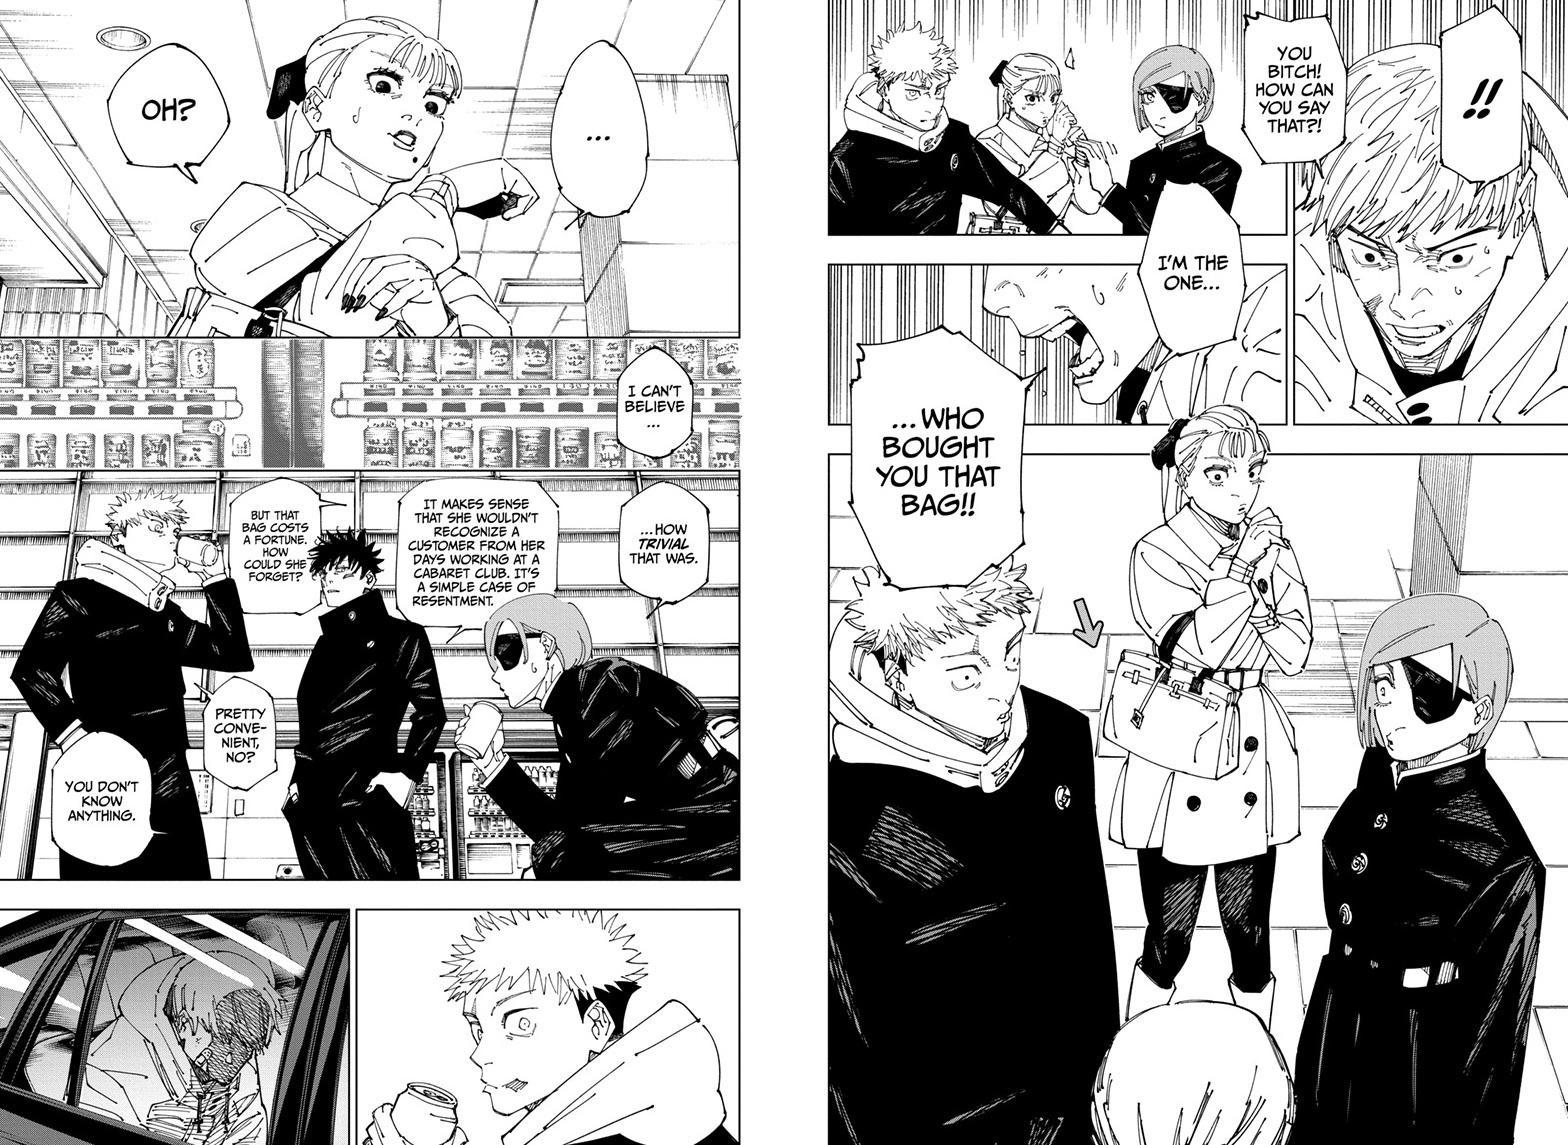 !!
YOU
BITCH!
HOW CAN
YOU SAY
THAT?!
I'M THE
ONE...
...WHO
BOUGHT
YOU THAT
BAG!!
...
OH?
I CAN'T
BELIEVE
...
...HOW
TRIVIAL
THAT WAS.
IT MAKES SENSE
THAT SHE WOULDN'T
RECOGNIZE A
CUSTOMER FROM HER
DAYS WORKING AT A
CABARET CLUB. IT'S
A SIMPLE CASE OF
RESENTMENT.
BUT THAT
BAG COSTS
A FORTUNE.
HOW
COULD SHE
FORGET?
PRETTY
CONVE-
NIENT,
NO?
YOU DON'T
KNOW
ANYTHING.